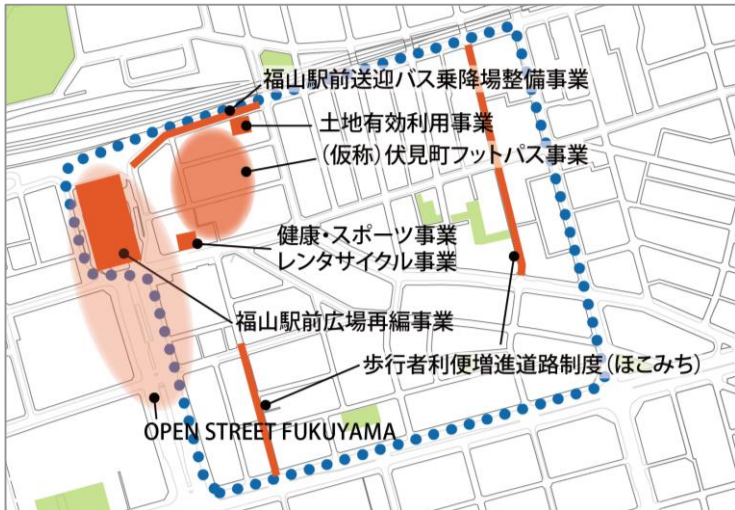 福山駅前送迎バス乗降場整備事業
土地有効利用事業
(仮称)伏見町フットパス事業
健康・スポーツ事業
レンタサイクル事業
福山駅前広場再編事業
歩行者利便増進道路制度(ほこみち)
OPEN STREET FUKUYAMA